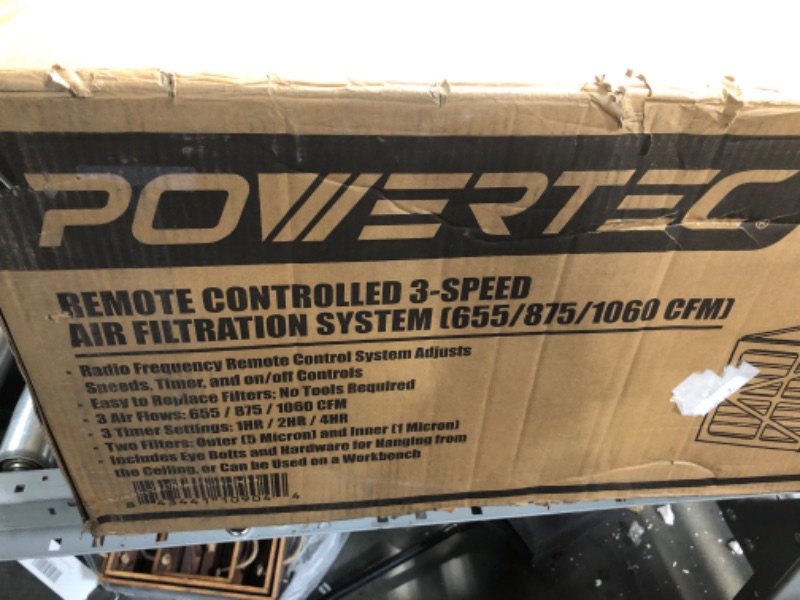 POWERTEC®
REMOTE CONTROLLED 3-SPEED
AIR FILTRATION SYSTEM (655/875/1060 CFM)
- Radio Frequency Remote Control System Adjusts
Speeds, Timer, and on/off Controls
- Easy to Replace Filters; No Tools Required
- 3 Air Flows: 655 / 875 / 1060 CFM
- 3 Timer Settings: 1HR / 2HR / 4HR
- Two Filters: Outer (5 Micron) and Inner (1 Micron)
- Includes Eye Bolts and Hardware for Hanging from
the Ceiling, or Can be Used on a Workbench